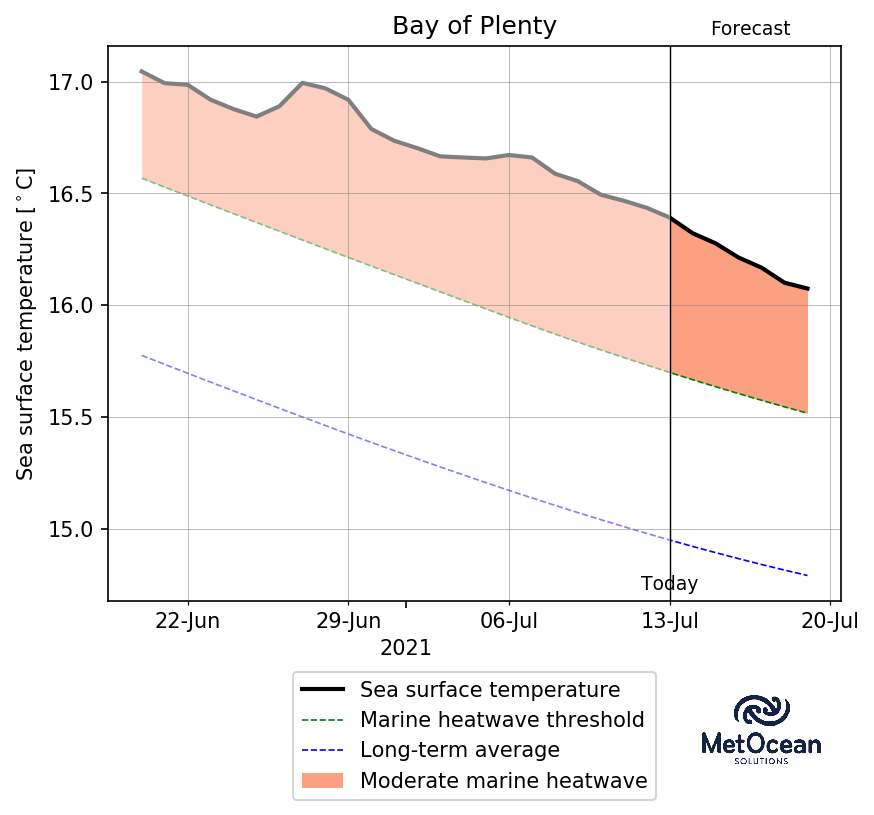 Bay of Plenty
Forecast
17.0
16.5
16.0
15.5
15.0
Sea surface temperature [°C]
Today
22-Jun
29-Jun
06-Jul
13-Jul
20-Jul
2021
Sea surface temperature
Marine heatwave threshold
Long-term average
Moderate marine heatwave
MetOcean
SOLUTIONS